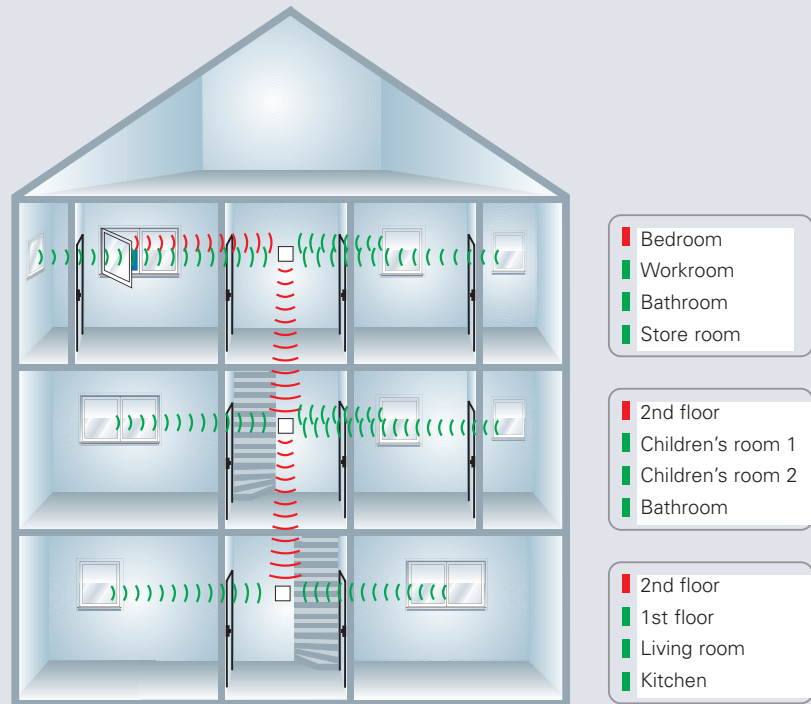 Bedroom
Workroom
Bathroom
Store room
2nd floor
Children's room 1
Children's room 2
Bathroom
2nd floor
1st floor
Living room
Kitchen